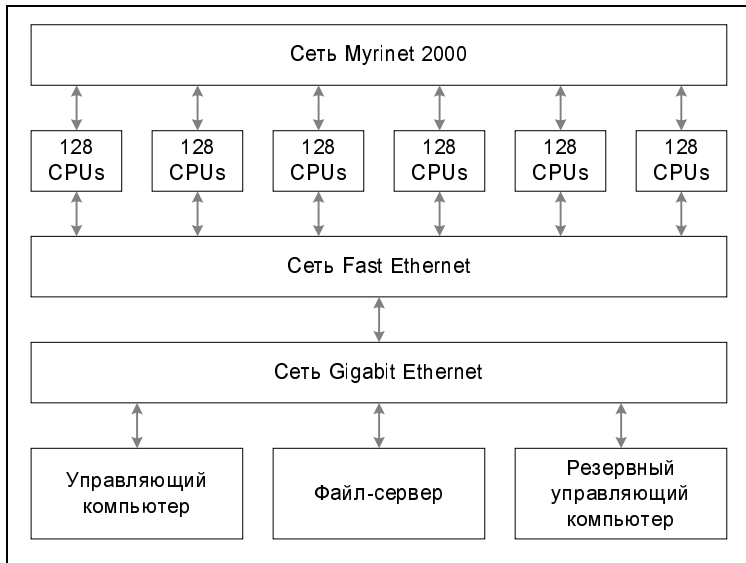 Сеть Myrinet 2000
128
CPUs
128
CPUs
128
CPUs
128
CPUs
128
CPUs
128
CPUs
Сеть Fast Ethernet
Сеть Gigabit Ethernet
Управляющий
компьютер
Файл-сервер
Резервный
управляющий
компьютер